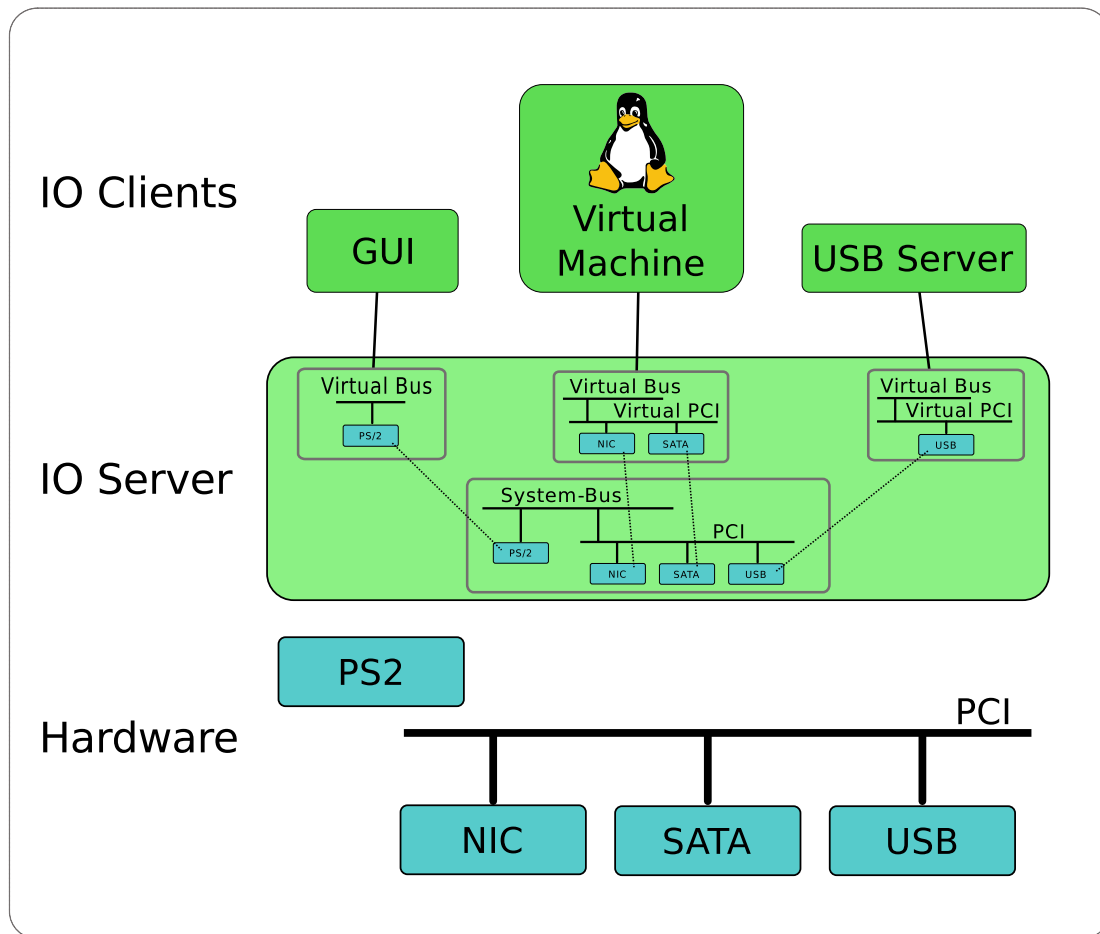 IO Clients
GUI
Virtual
Machine
USB Server
IO Server
Virtual Bus
PS/2
Virtual Bus
Virtual PCI
NIC
SATA
Virtual Bus
Virtual PCI
USB
System-Bus
PCI
PS/2
NIC
SATA
USB
Hardware
PS2
PCI
NIC
SATA
USB